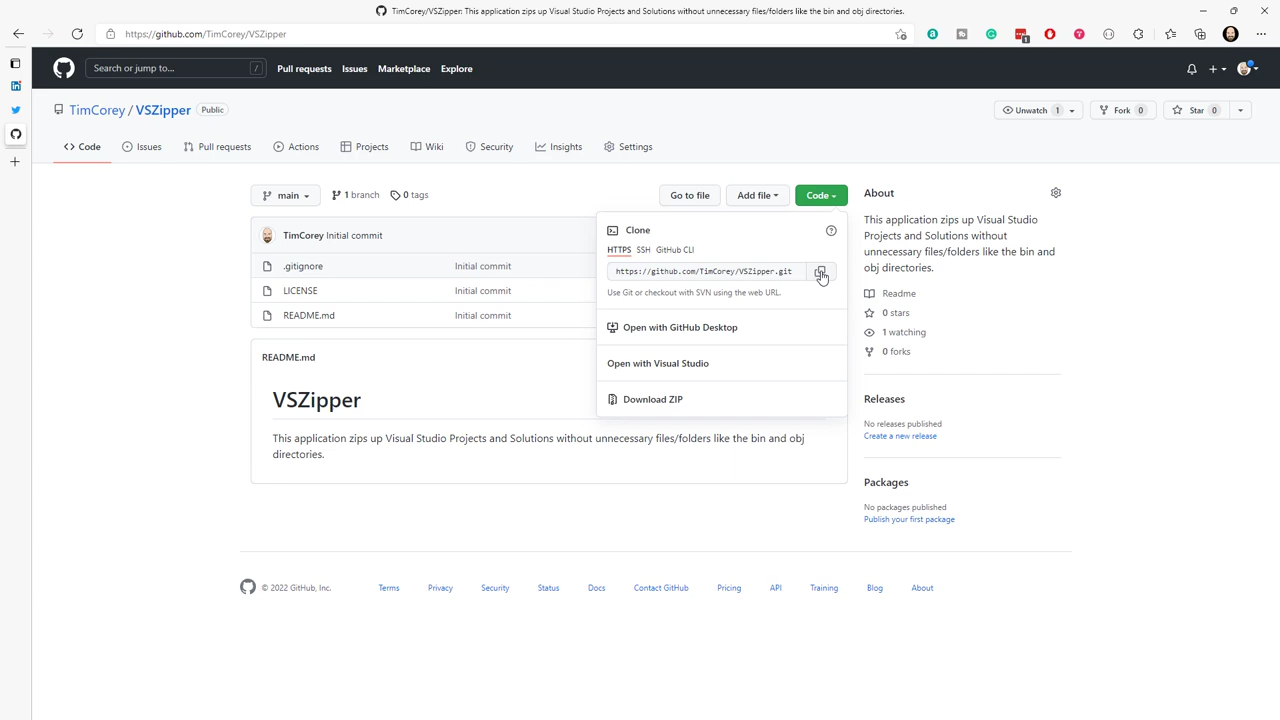 TimCorey/VSZipper: This application zips up Visual Studio Projects and Solutions without unnecessary files/folders like the bin and obj directories.
https://github.com/TimCorey/VSZipper
1
Search or jump to... /
Pull requests Issues Marketplace Explore
TimCorey / VSZipper Public
Unwatch 1 Fork 0 Star 0
Code Issues Pull requests Actions Projects Wiki Security Insights Settings
main 1 branch 0 tags Go to file Add file Code
TimCorey Initial commit
.gitignore Initial commit
LICENSE Initial commit
README.md Initial commit
Clone
HTTPS SSH GitHub CLI
https://github.com/TimCorey/VSZipper.git
Use Git or checkout with SVN using the web URL.
Open with GitHub Desktop
Open with Visual Studio
Download ZIP
README.md
VSZipper
This application zips up Visual Studio Projects and Solutions without unnecessary files/folders like the bin and obj
directories.
About
This application zips up Visual Studio
Projects and Solutions without
unnecessary files/folders like the bin and
obj directories.
Readme
0 stars
1 watching
0 forks
Releases
No releases published
Create a new release
Packages
No packages published
Publish your first package
© 2022 GitHub, Inc. Terms Privacy Security Status Docs Contact GitHub Pricing API Training Blog About